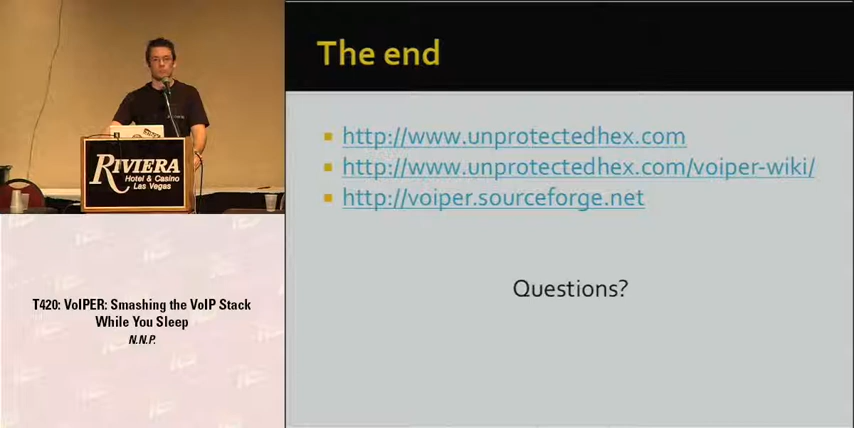 The end
http://www.unprotectedhex.com
http://www.unprotectedhex.com/voiper-wiki/
http://voiper.sourceforge.net
Questions?
RIVIERA
Hotel & Casino
Las Vegas
T420: VoIPER: Smashing the VoIP Stack
While You Sleep
N.N.P.